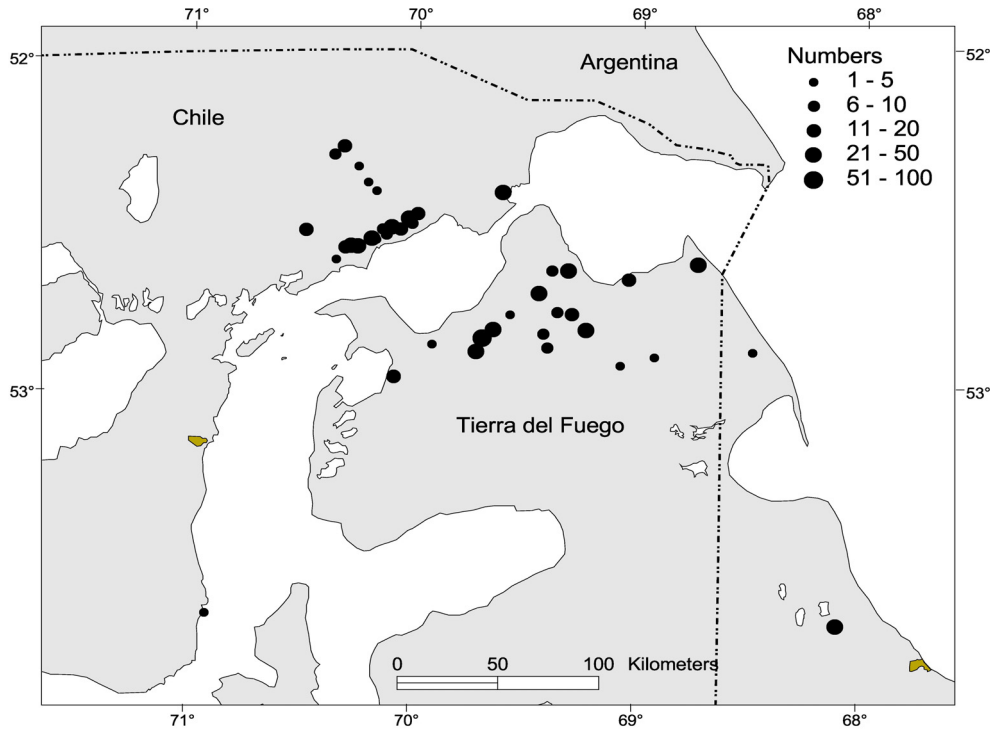 71° 70° 69° 68°
52° 52°
Argentina
Numbers
1 - 5
6 - 10
11 - 20
21 - 50
51 - 100
Chile
53° 53°
Tierra del Fuego
0 50 100 Kilometers
71° 70° 69° 68°